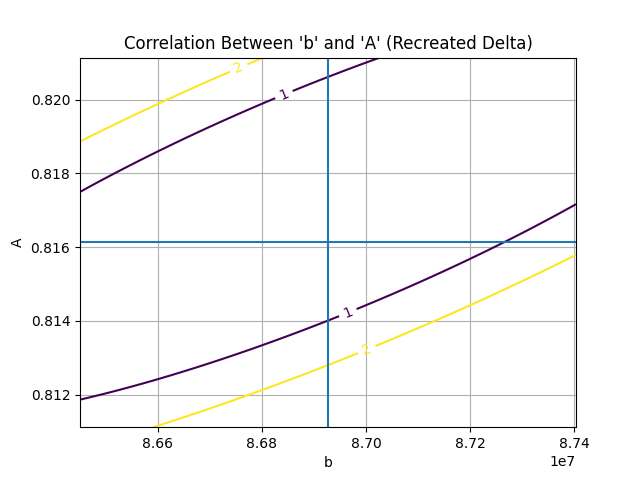 Correlation Between 'b' and 'A' (Recreated Delta)
2
0.820
1
0.818
A
0.816
0.814
1
2
0.812
8.66 8.68 8.70 8.72 8.74
b
1e7